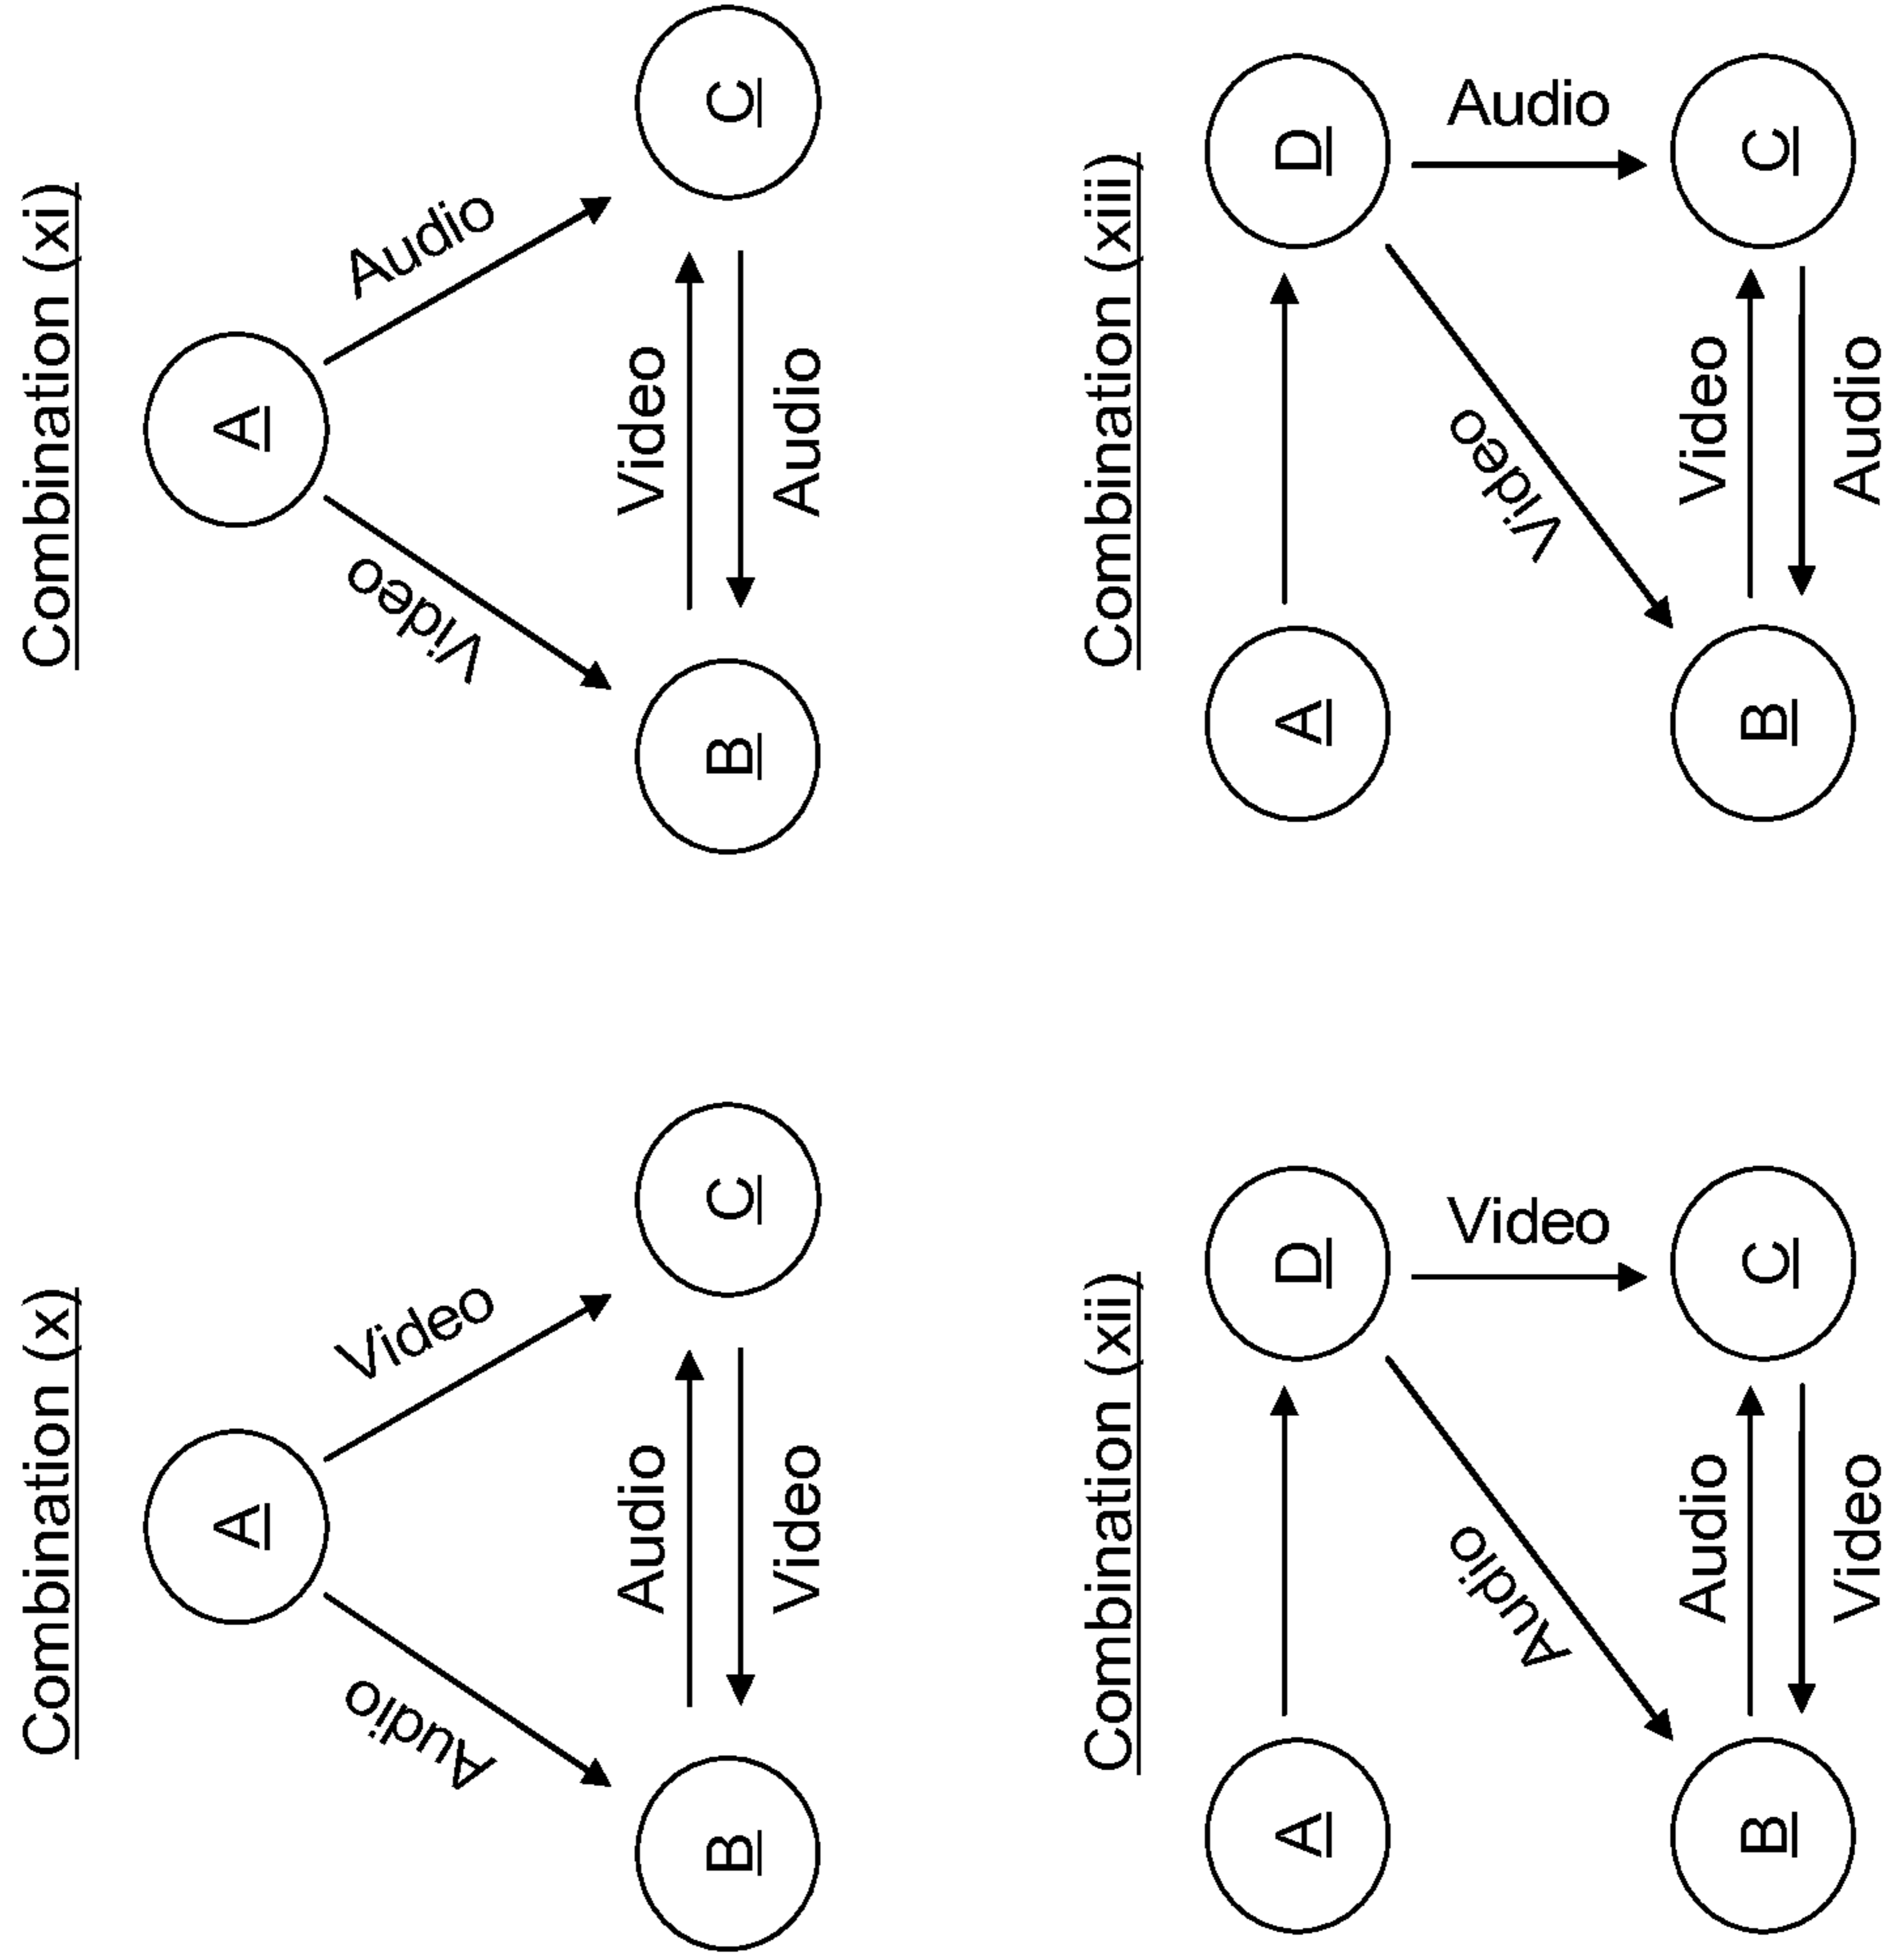 Combination (x)
A
Audio
Video
Audio
B
C
Video
Combination (xi)
A
Video
Audio
Video
B
C
Audio
Combination (xii)
A
D
Audio
Video
Audio
B
C
Video
Combination (xiii)
A
D
Video
Audio
Video
B
C
Audio